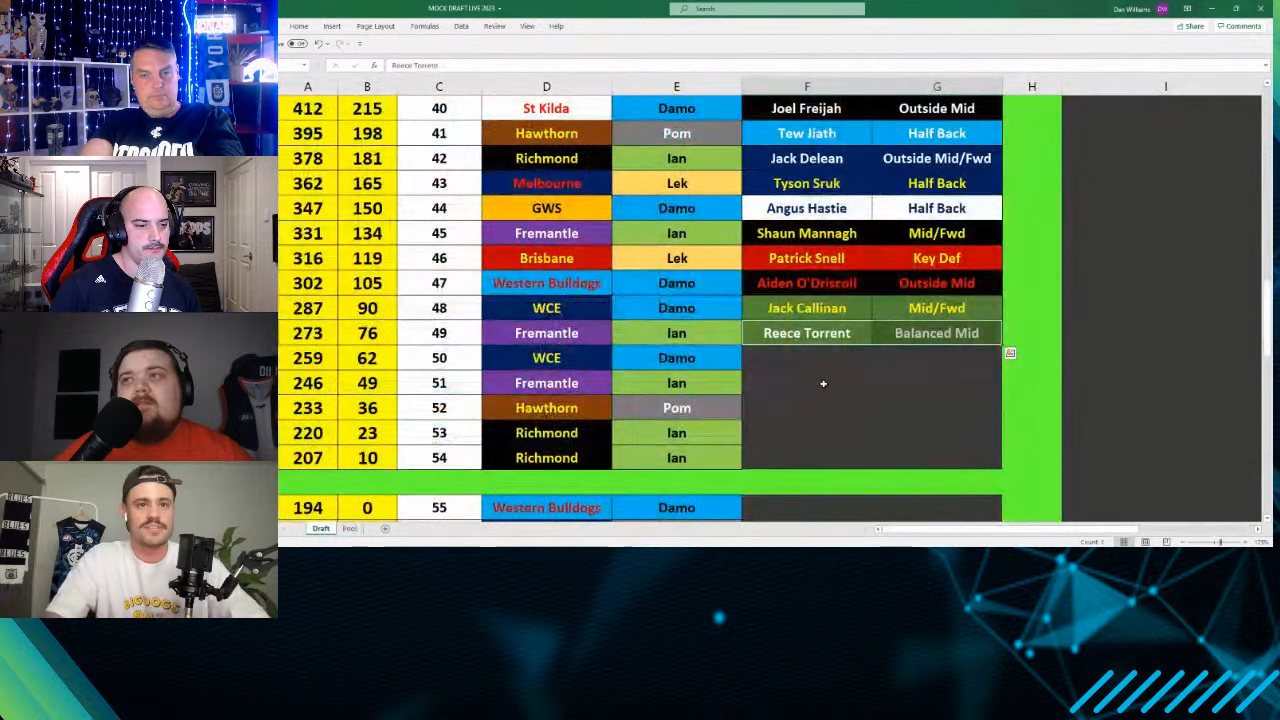 MOCK DRAFT LIVE 2023
Search
Dan Williams DW
Home Insert Page Layout Formulas Data Review View Help
Share Comments
Off
fx Reece Torrent
A B C D E F G H I
412 215 40 St Kilda Damo Joel Freijah Outside Mid
395 198 41 Hawthorn Pom Tew Jiath Half Back
378 181 42 Richmond Ian Jack Delean Outside Mid/Fwd
362 165 43 Melbourne Lek Tyson Sruk Half Back
347 150 44 GWS Damo Angus Hastie Half Back
331 134 45 Fremantle Ian Shaun Mannagh Mid/Fwd
316 119 46 Brisbane Lek Patrick Snell Key Def
302 105 47 Western Bulldogs Damo Aiden O'Driscoll Outside Mid
287 90 48 WCE Damo Jack Callinan Mid/Fwd
273 76 49 Fremantle Ian Reece Torrent Balanced Mid
259 62 50 WCE Damo
246 49 51 Fremantle Ian
233 36 52 Hawthorn Pom
220 23 53 Richmond Ian
207 10 54 Richmond Ian
194 0 55 Western Bulldogs Damo
Draft Pool
BLUES